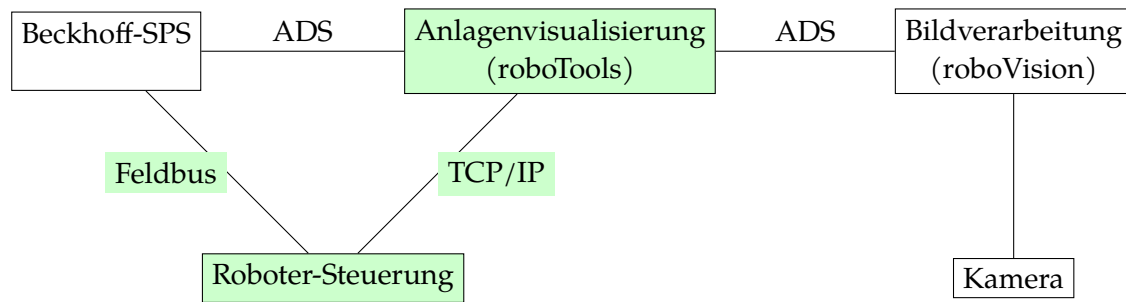 Beckhoff-SPS
ADS
Anlagenvisualisierung
(roboTools)
ADS
Bildverarbeitung
(roboVision)
Feldbus
TCP/IP
Roboter-Steuerung
Kamera